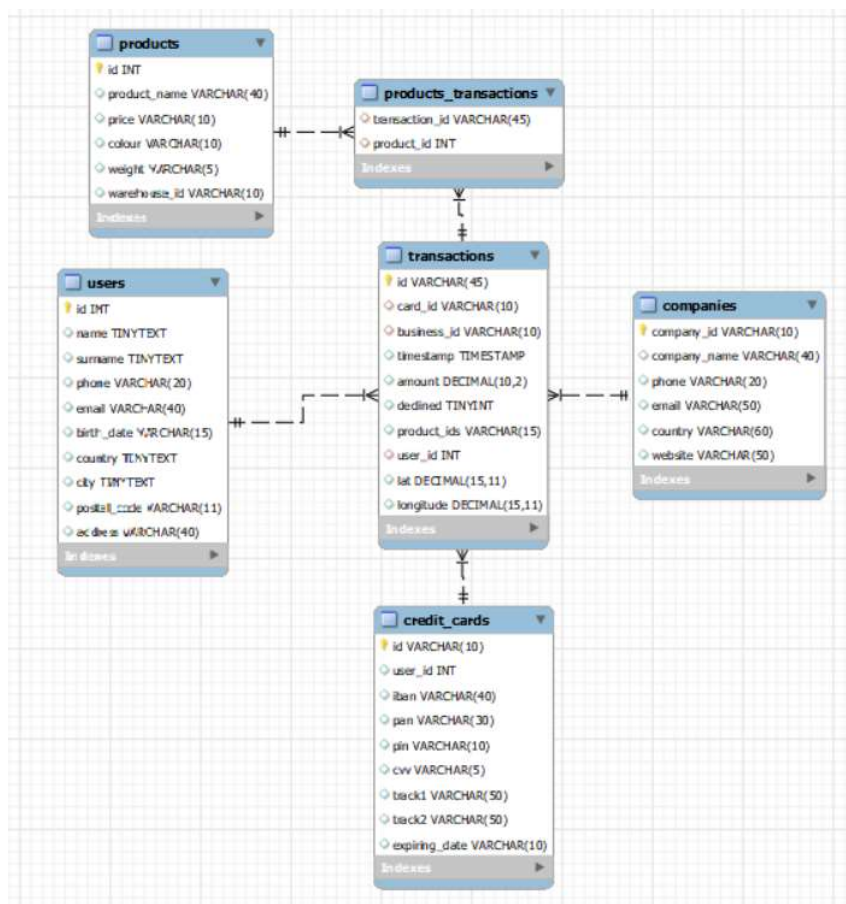 products
id INT
product_name VARCHAR(40)
price VARCHAR(10)
colour VARCHAR(10)
weight VARCHAR(5)
warehouse_id VARCHAR(10)
Indexes
products_transactions
transaction_id VARCHAR(45)
product_id INT
Indexes
users
id INT
name TINYTEXT
surname TINYTEXT
phone VARCHAR(20)
email VARCHAR(40)
birth_date VARCHAR(15)
country TINYTEXT
city TINYTEXT
postal_code VARCHAR(11)
address VARCHAR(40)
Indexes
transactions
id VARCHAR(45)
card_id VARCHAR(10)
business_id VARCHAR(10)
timestamp TIMESTAMP
amount DECIMAL(10,2)
declined TINYINT
product_ids VARCHAR(15)
user_id INT
lat DECIMAL(15,11)
longitude DECIMAL(15,11)
Indexes
companies
company_id VARCHAR(10)
company_name VARCHAR(40)
phone VARCHAR(20)
email VARCHAR(50)
country VARCHAR(60)
website VARCHAR(50)
Indexes
credit_cards
id VARCHAR(10)
user_id INT
iban VARCHAR(40)
pan VARCHAR(30)
pin VARCHAR(10)
cvv VARCHAR(5)
track1 VARCHAR(50)
track2 VARCHAR(50)
expiring_date VARCHAR(10)
Indexes